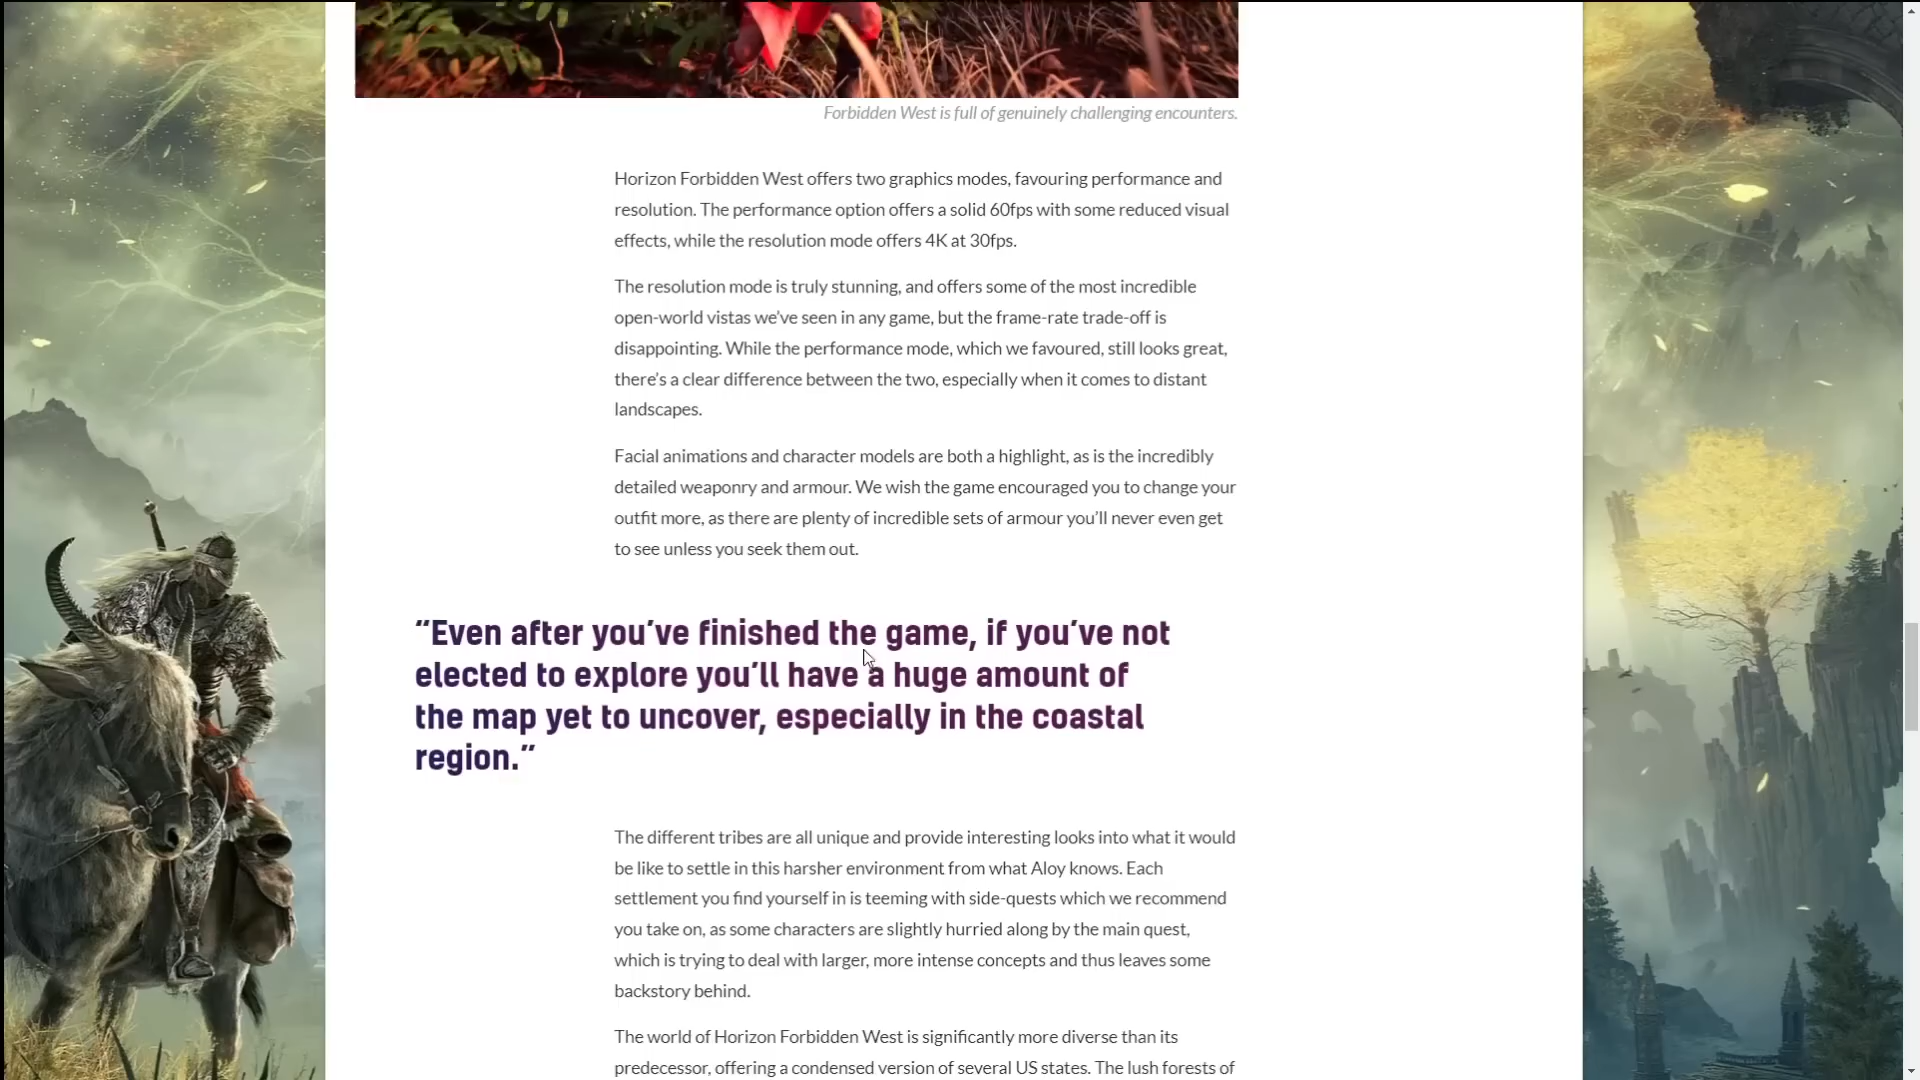 Forbidden West is full of genuinely challenging encounters.
Horizon Forbidden West offers two graphics modes, favouring performance and
resolution. The performance option offers a solid 60fps with some reduced visual
effects, while the resolution mode offers 4K at 30fps.
The resolution mode is truly stunning, and offers some of the most incredible
open-world vistas we’ve seen in any game, but the frame-rate trade-off is
disappointing. While the performance mode, which we favoured, still looks great,
there’s a clear difference between the two, especially when it comes to distant
landscapes.
Facial animations and character models are both a highlight, as is the incredibly
detailed weaponry and armour. We wish the game encouraged you to change your
outfit more, as there are plenty of incredible sets of armour you’ll never even get
to see unless you seek them out.
“Even after you’ve finished the game, if you’ve not
elected to explore you’ll have a huge amount of
the map yet to uncover, especially in the coastal
region.”
The different tribes are all unique and provide interesting looks into what it would
be like to settle in this harsher environment from what Aloy knows. Each
settlement you find yourself in is teeming with side-quests which we recommend
you take on, as some characters are slightly hurried along by the main quest,
which is trying to deal with larger, more intense concepts and thus leaves some
backstory behind.
The world of Horizon Forbidden West is significantly more diverse than its
predecessor, offering a condensed version of several US states. The lush forests of